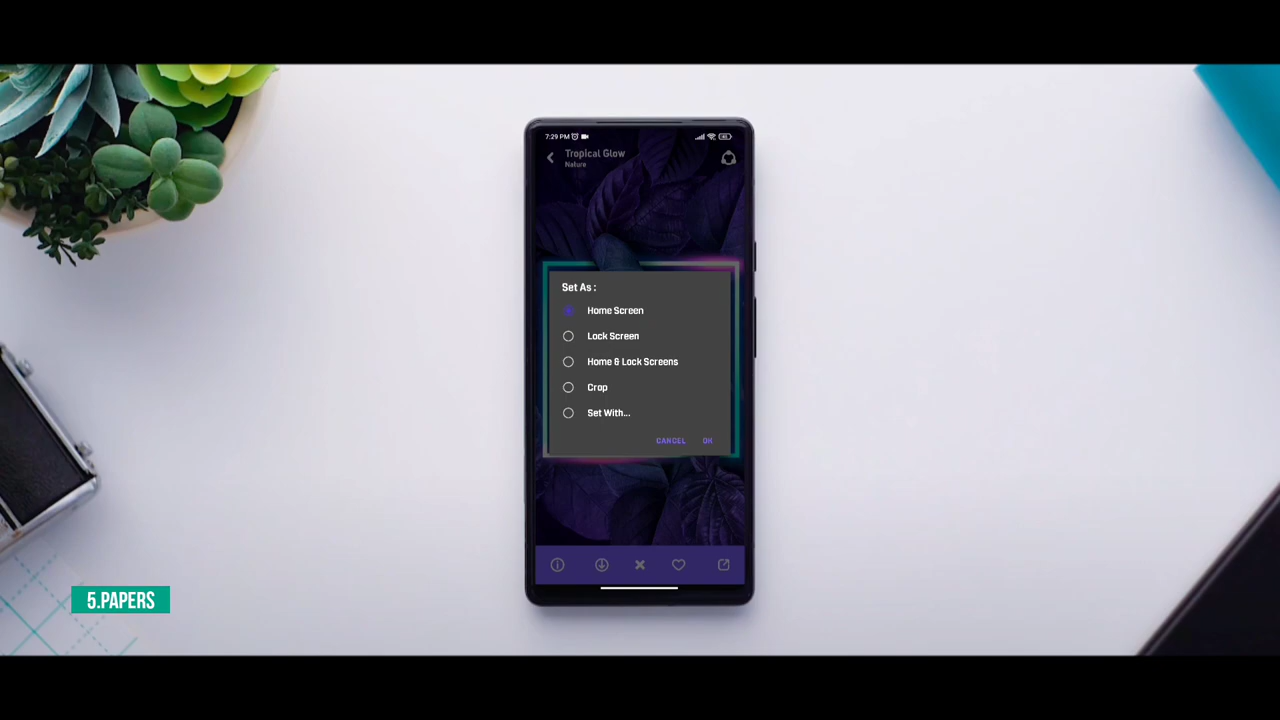 7:29 PM
Tropical Glow
Nature
Set As :
Home Screen
Lock Screen
Home & Lock Screens
Crop
Set With...
CANCEL OK
5.PAPERS